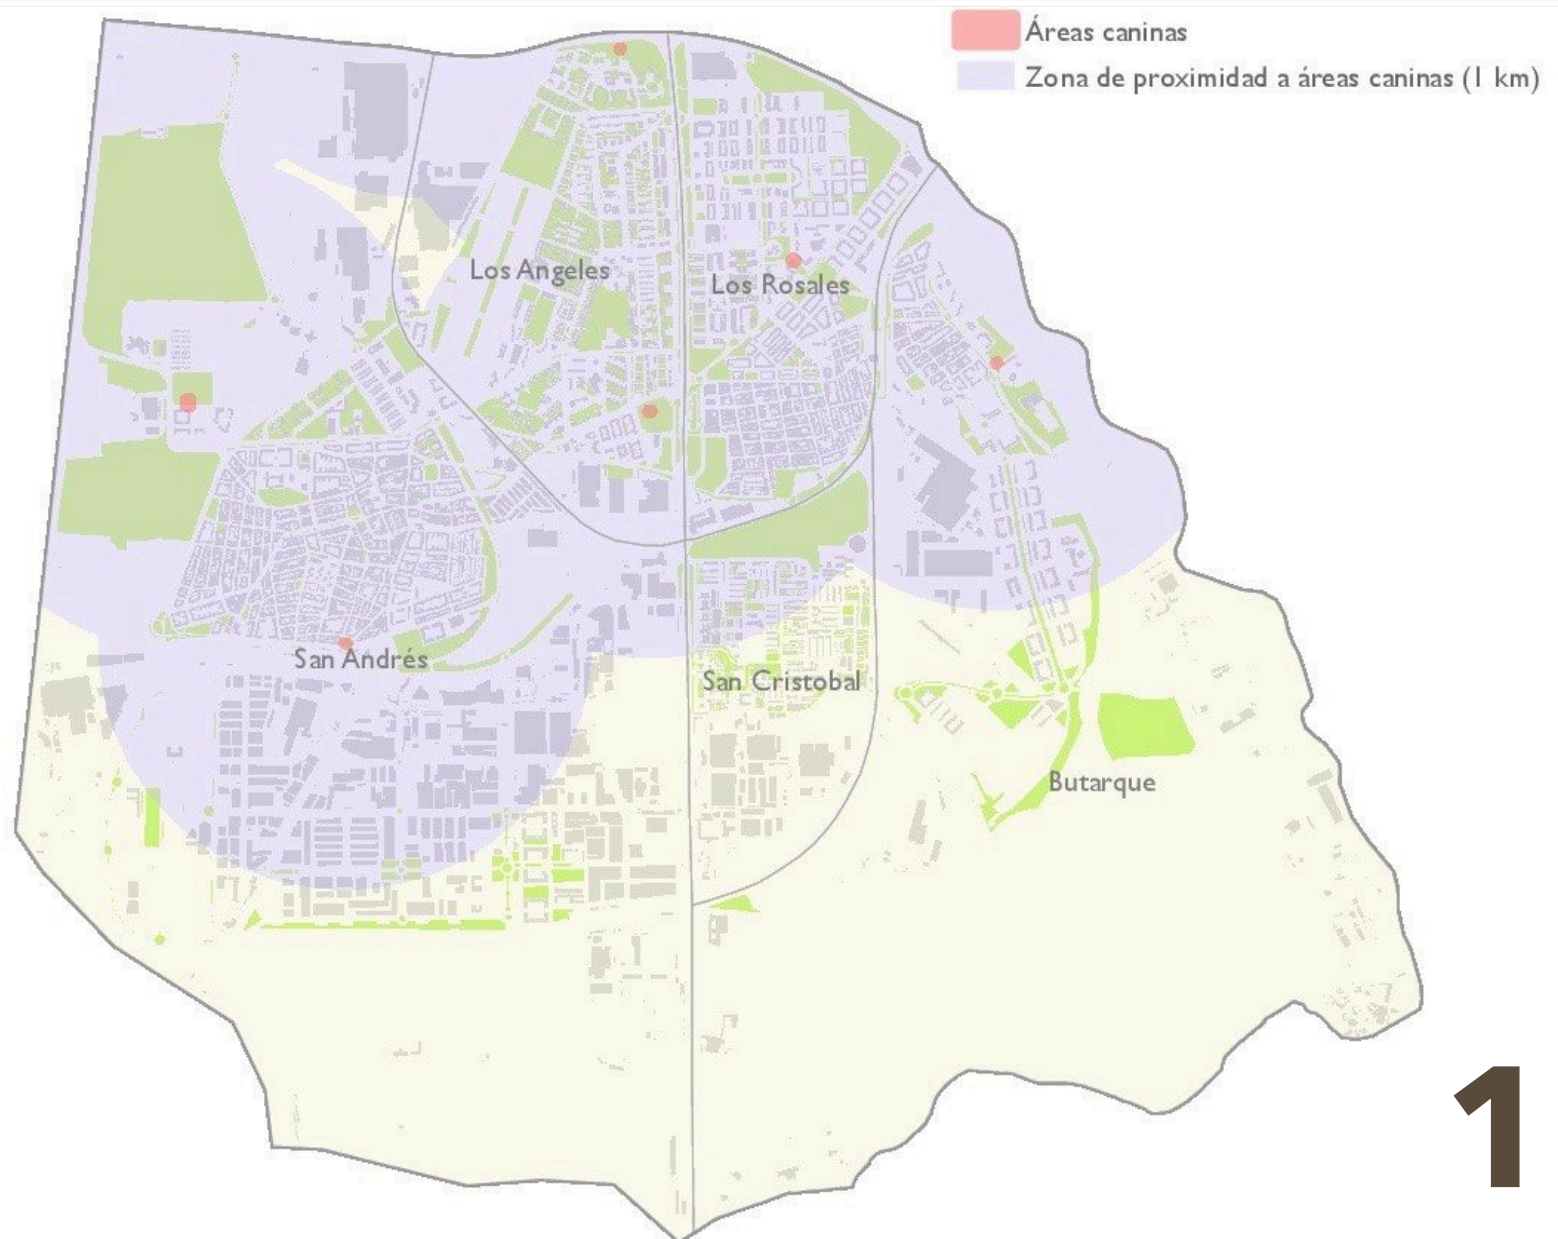 Áreas caninas
Zona de proximidad a áreas caninas (1 km)
Los Angeles
Los Rosales
San Andrés
San Cristobal
Butarque
1